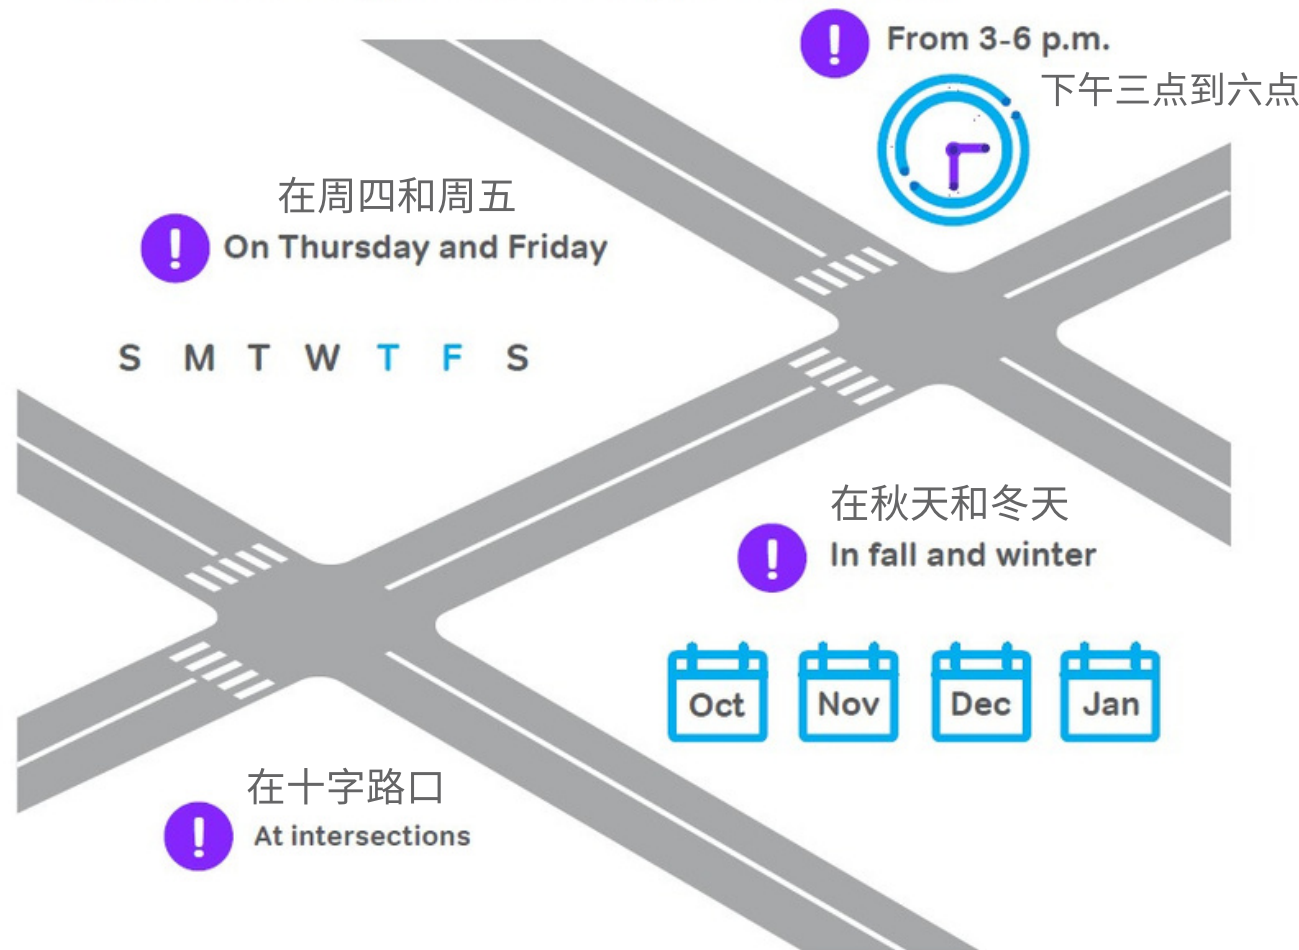 From 3-6 p.m.
下午三点到六点
在周四和周五
On Thursday and Friday
S M T W T F S
在秋天和冬天
In fall and winter
Oct Nov Dec Jan
在十字路口
At intersections